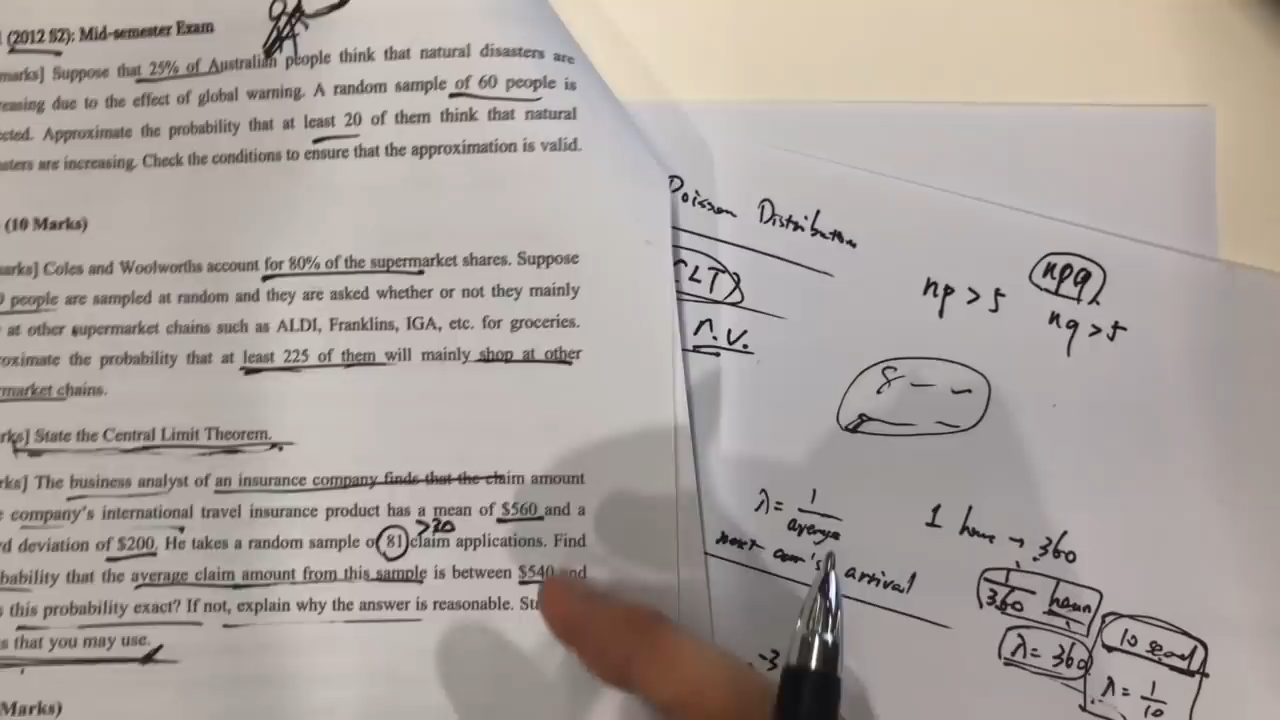 (2012 S2): Mid-semester Exam
marks] Suppose that 25% of Australian people think that natural disasters are
easing due to the effect of global warning. A random sample of 60 people is
cted. Approximate the probability that at least 20 of them think that natural
sters are increasing. Check the conditions to ensure that the approximation is valid.
(10 Marks)
arks] Coles and Woolworths account for 80% of the supermarket shares. Suppose
0 people are sampled at random and they are asked whether or not they mainly
at other supermarket chains such as ALDI, Franklins, IGA, etc. for groceries.
roximate the probability that at least 225 of them will mainly shop at other
market chains.
rks] State the Central Limit Theorem.
rks] The business analyst of an insurance company finds that the claim amount
e company's international travel insurance product has a mean of $560 and a
>30
rd deviation of $200. He takes a random sample of 81 claim applications. Find
bability that the average claim amount from this sample is between $540 and
s this probability exact? If not, explain why the answer is reasonable. St
s that you may use.
Marks)
Poisson Distribution
CLT
r.v.
np > 5
npq
nq > 5
8 — —
λ = 1/average
next car's arrival
1 hour → 360
1/360 hour
λ = 360
10 second
λ = 1/10
-3